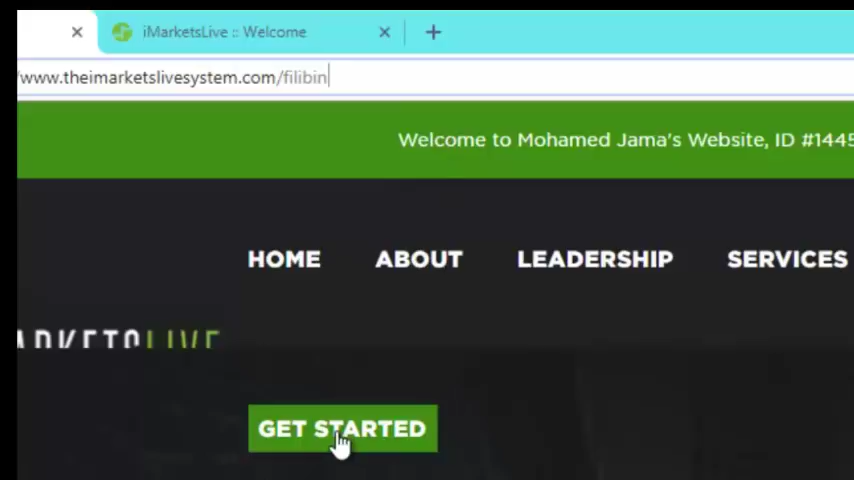 iMarketsLive :: Welcome
/www.theimarketslivesystem.com/filibin
Welcome to Mohamed Jama's Website, ID #1445
HOME ABOUT LEADERSHIP SERVICES
ARKETSLIVE
GET STARTED